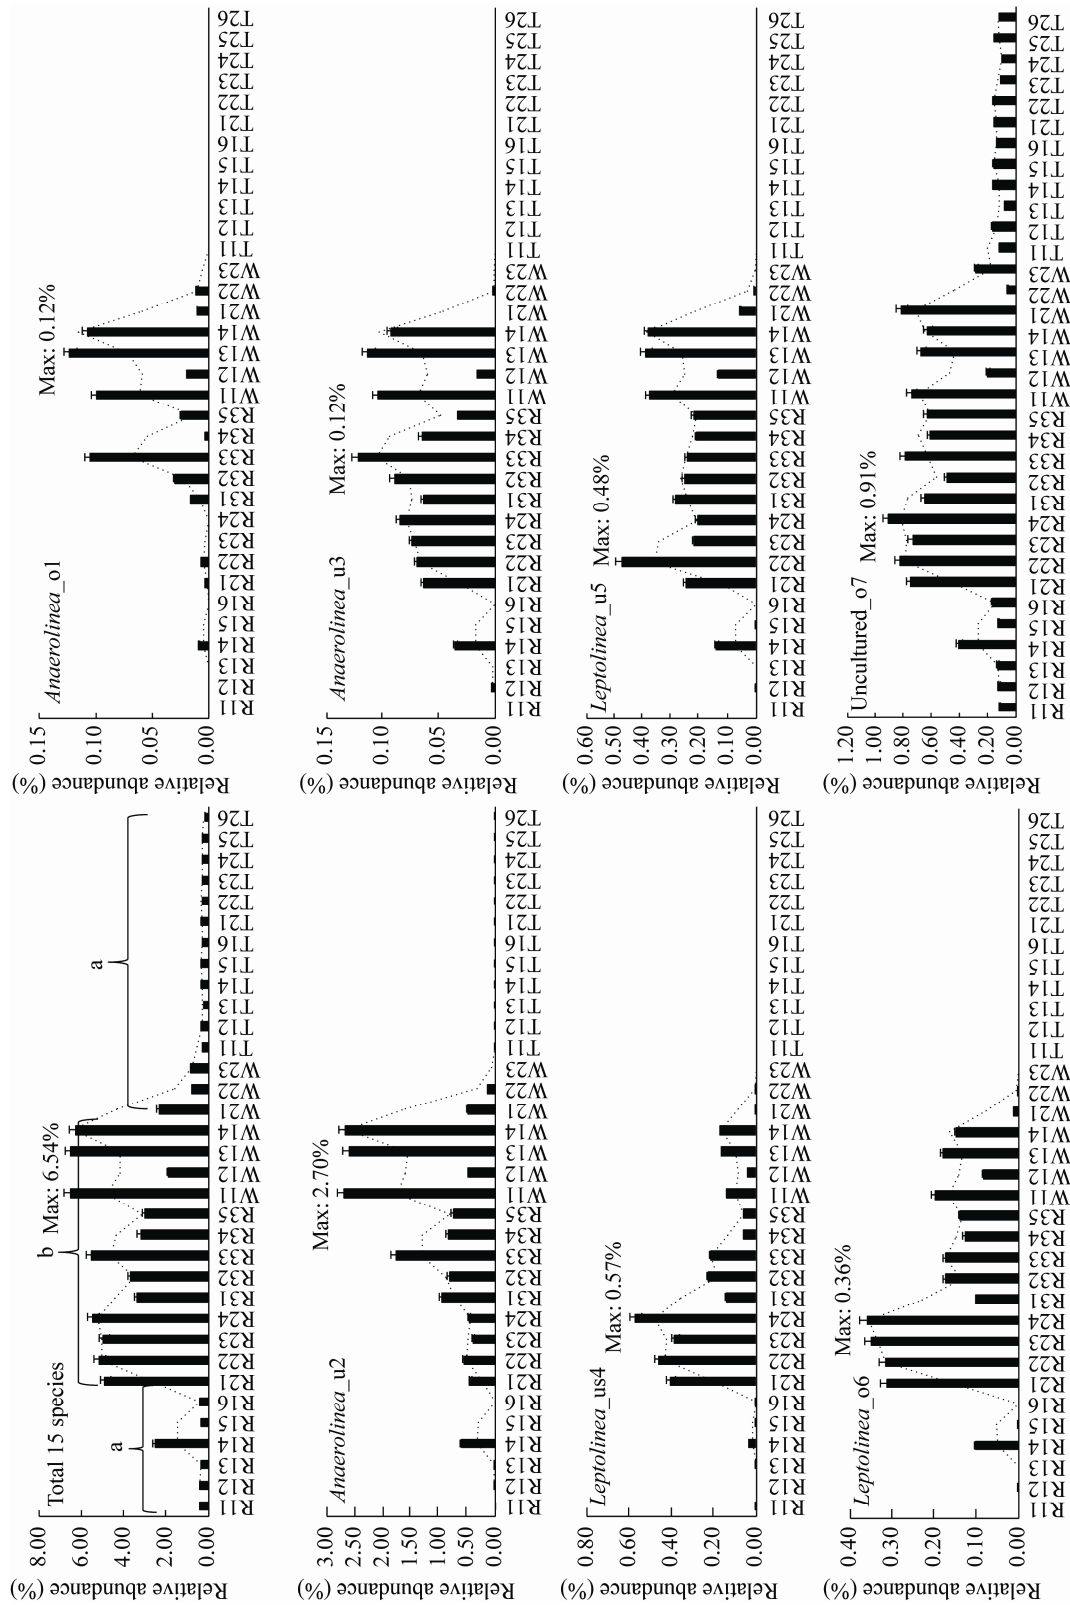 Relative abundance (%)
8.00
6.00
4.00
2.00
0.00
Total 15 species
a
b
Max: 6.54%
a
R11 R12 R13 R14 R15 R16 R21 R22 R23 R24 R31 R32 R33 R34 R35 W11 W12 W13 W14 W21 W22 W23 T11 T12 T13 T14 T15 T16 T21 T22 T23 T24 T25 T26
Relative abundance (%)
0.15
0.10
0.05
0.00
Anaerolinea_o1
Max: 0.12%
R11 R12 R13 R14 R15 R16 R21 R22 R23 R24 R31 R32 R33 R34 R35 W11 W12 W13 W14 W21 W22 W23 T11 T12 T13 T14 T15 T16 T21 T22 T23 T24 T25 T26
Relative abundance (%)
3.00
2.50
2.00
1.50
1.00
0.50
0.00
Anaerolinea_u2
Max: 2.70%
R11 R12 R13 R14 R15 R16 R21 R22 R23 R24 R31 R32 R33 R34 R35 W11 W12 W13 W14 W21 W22 W23 T11 T12 T13 T14 T15 T16 T21 T22 T23 T24 T25 T26
Relative abundance (%)
0.15
0.10
0.05
0.00
Anaerolinea_u3
Max: 0.12%
R11 R12 R13 R14 R15 R16 R21 R22 R23 R24 R31 R32 R33 R34 R35 W11 W12 W13 W14 W21 W22 W23 T11 T12 T13 T14 T15 T16 T21 T22 T23 T24 T25 T26
Relative abundance (%)
0.80
0.60
0.40
0.20
0.00
Leptolinea_us4
Max: 0.57%
R11 R12 R13 R14 R15 R16 R21 R22 R23 R24 R31 R32 R33 R34 R35 W11 W12 W13 W14 W21 W22 W23 T11 T12 T13 T14 T15 T16 T21 T22 T23 T24 T25 T26
Relative abundance (%)
0.60
0.50
0.40
0.30
0.20
0.10
0.00
Leptolinea_u5
Max: 0.48%
R11 R12 R13 R14 R15 R16 R21 R22 R23 R24 R31 R32 R33 R34 R35 W11 W12 W13 W14 W21 W22 W23 T11 T12 T13 T14 T15 T16 T21 T22 T23 T24 T25 T26
Relative abundance (%)
0.40
0.30
0.20
0.10
0.00
Leptolinea_o6
Max: 0.36%
R11 R12 R13 R14 R15 R16 R21 R22 R23 R24 R31 R32 R33 R34 R35 W11 W12 W13 W14 W21 W22 W23 T11 T12 T13 T14 T15 T16 T21 T22 T23 T24 T25 T26
Relative abundance (%)
1.20
1.00
0.80
0.60
0.40
0.20
0.00
Uncultured_o7
Max: 0.91%
R11 R12 R13 R14 R15 R16 R21 R22 R23 R24 R31 R32 R33 R34 R35 W11 W12 W13 W14 W21 W22 W23 T11 T12 T13 T14 T15 T16 T21 T22 T23 T24 T25 T26